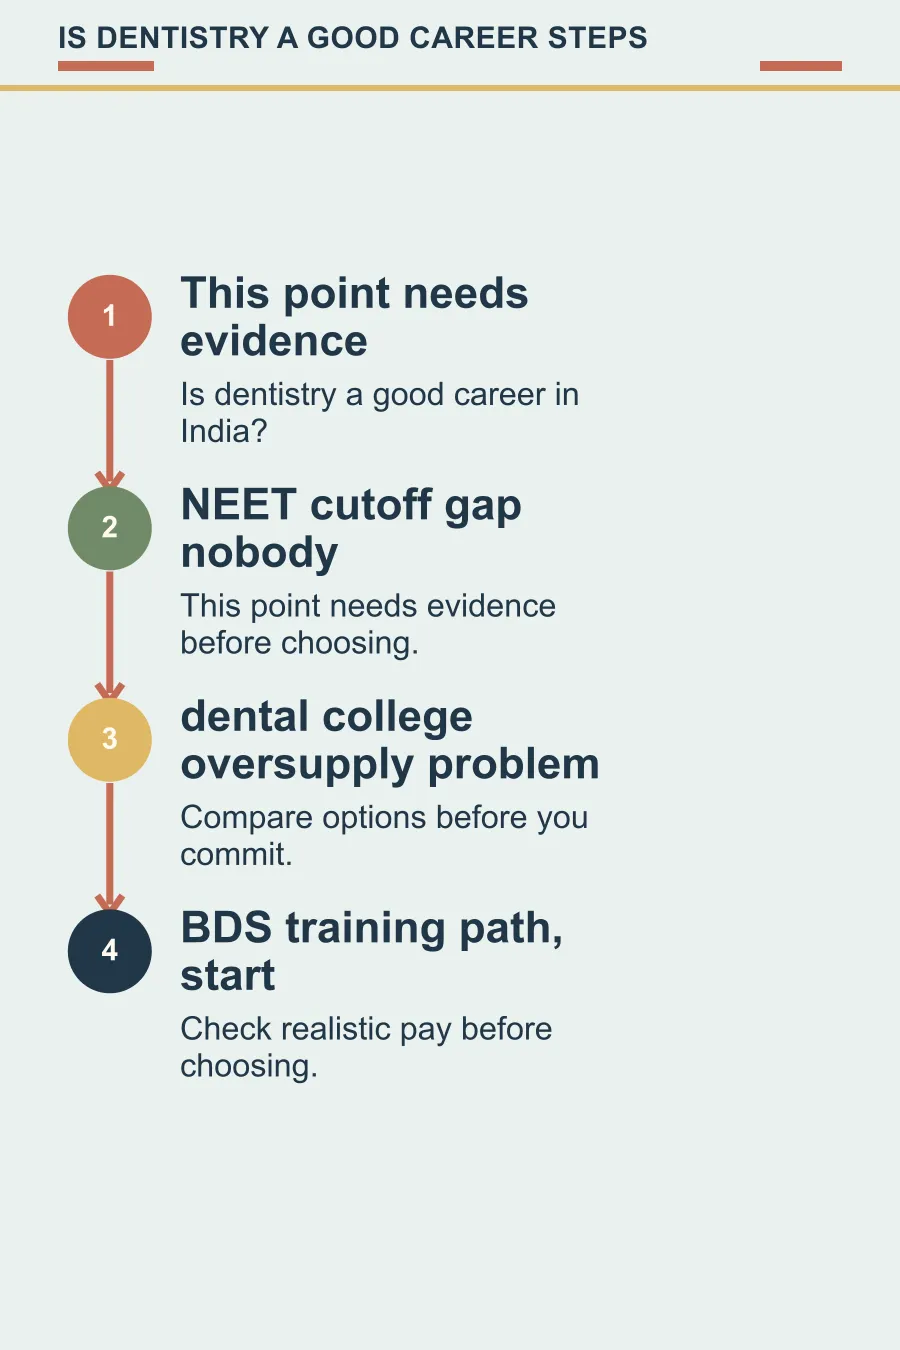 IS DENTISTRY A GOOD CAREER STEPS
1
This point needs
evidence
Is dentistry a good career in
India?
2
NEET cutoff gap
nobody
This point needs evidence
before choosing.
3
dental college
oversupply problem
Compare options before you
commit.
4
BDS training path,
start
Check realistic pay before
choosing.